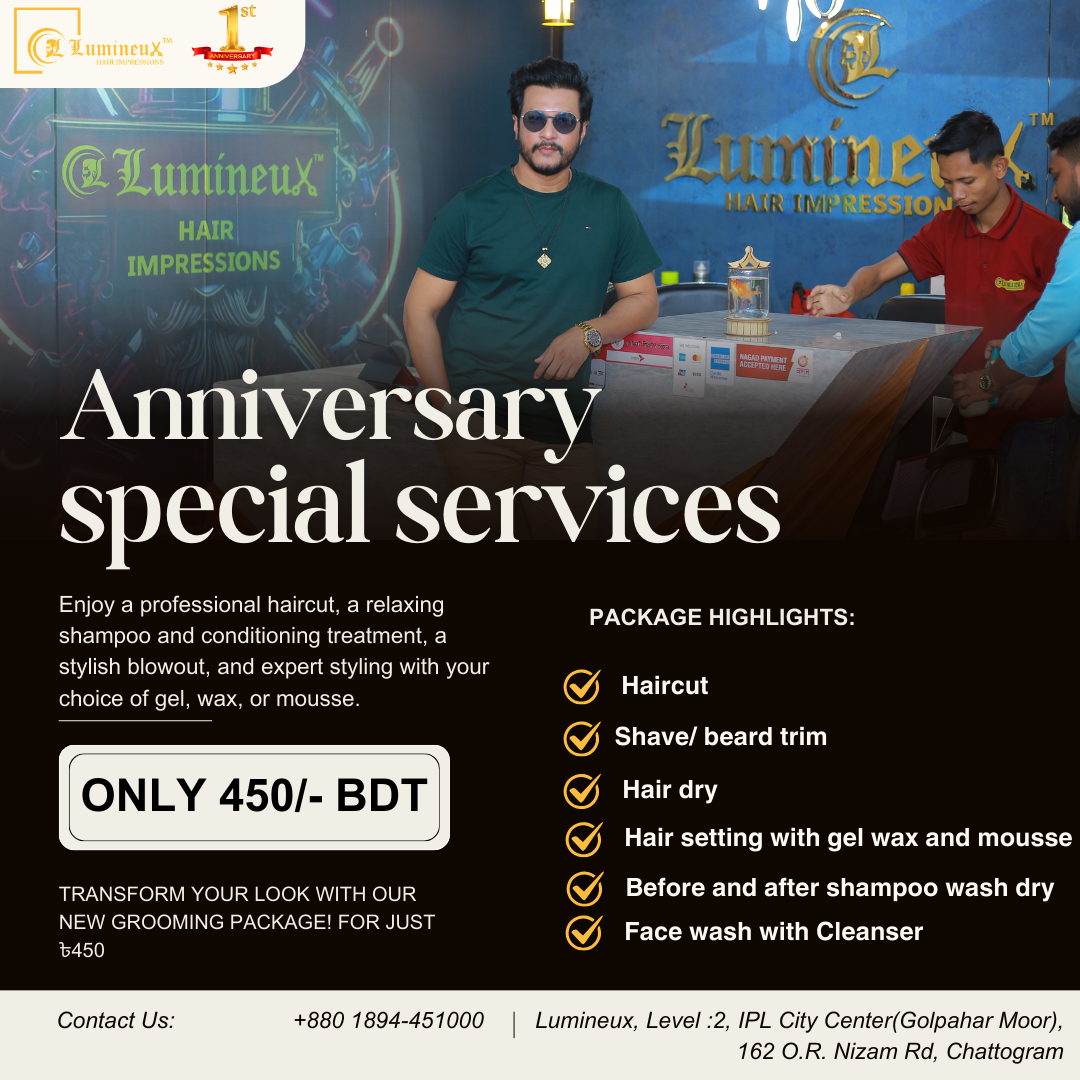 Lumineux™
HAIR IMPRESSIONS
1st
ANNIVERSARY
Lumineux™
HAIR
IMPRESSIONS
Lumineux™
HAIR IMPRESSION
NAGAD PAYMENT
ACCEPTED HERE
Anniversary
special services
Enjoy a professional haircut, a relaxing
shampoo and conditioning treatment, a
stylish blowout, and expert styling with your
choice of gel, wax, or mousse.
ONLY 450/- BDT
TRANSFORM YOUR LOOK WITH OUR
NEW GROOMING PACKAGE! FOR JUST
৳450
PACKAGE HIGHLIGHTS:
Haircut
Shave/ beard trim
Hair dry
Hair setting with gel wax and mousse
Before and after shampoo wash dry
Face wash with Cleanser
Contact Us:
+880 1894-451000
Lumineux, Level :2, IPL City Center(Golpahar Moor),
162 O.R. Nizam Rd, Chattogram